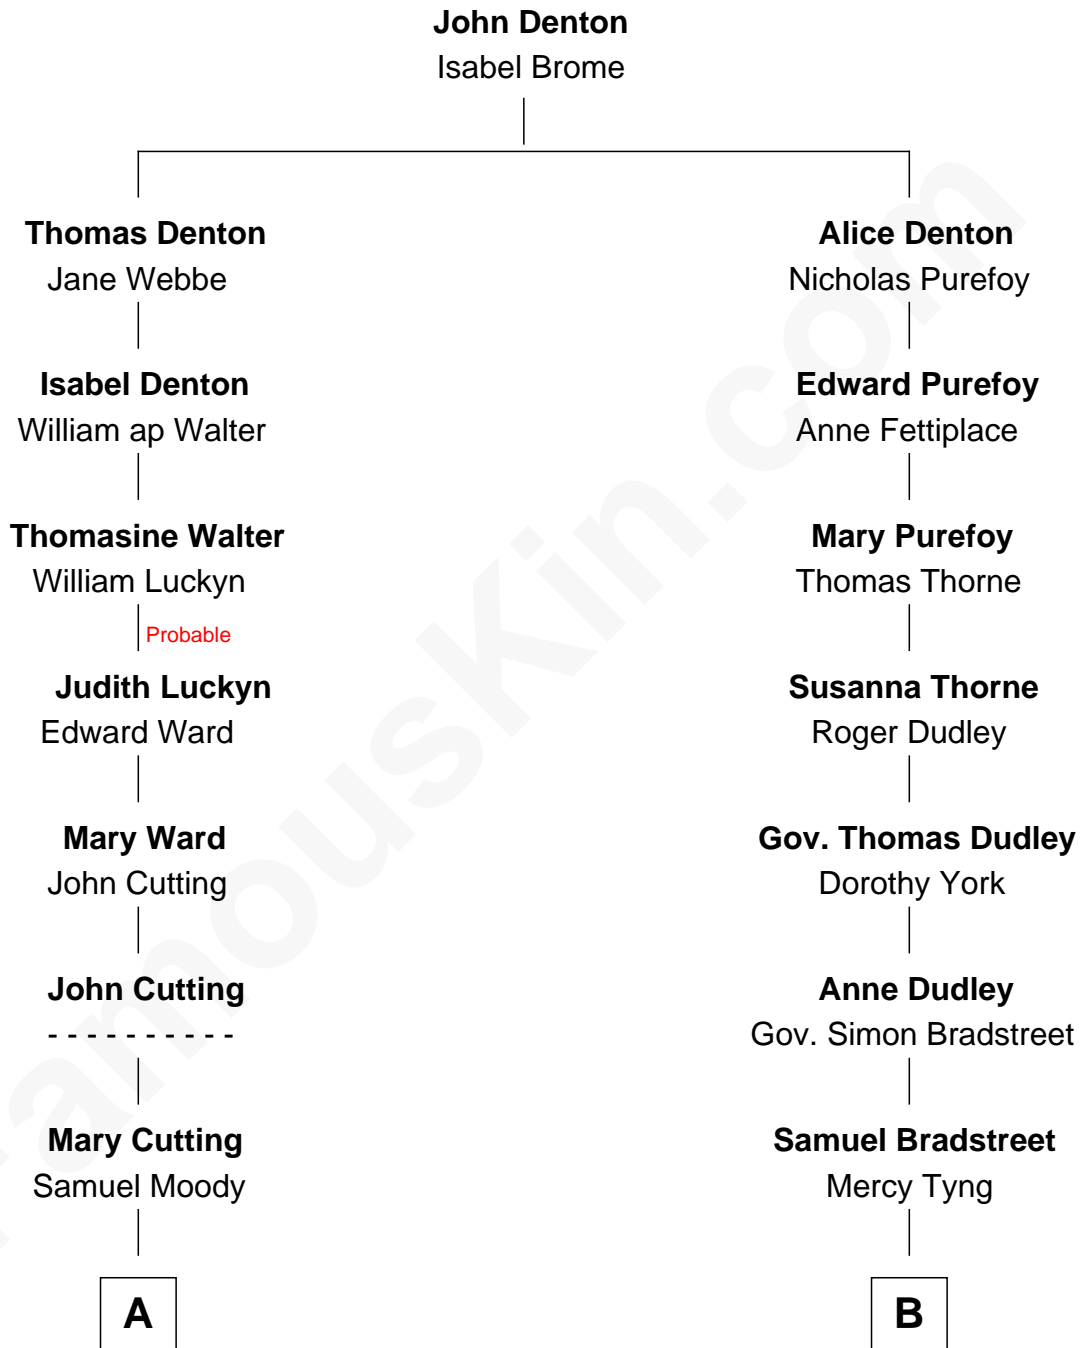 John Denton
Isabel Brome
Thomas Denton
Jane Webbe
Isabel Denton
William ap Walter
Thomasine Walter
William Luckyn
Probable
Judith Luckyn
Edward Ward
Mary Ward
John Cutting
John Cutting
- - - - - - - - - -
Mary Cutting
Samuel Moody
A
Alice Denton
Nicholas Purefoy
Edward Purefoy
Anne Fettiplace
Mary Purefoy
Thomas Thorne
Susanna Thorne
Roger Dudley
Gov. Thomas Dudley
Dorothy York
Anne Dudley
Gov. Simon Bradstreet
Samuel Bradstreet
Mercy Tyng
B
FamousKin.com